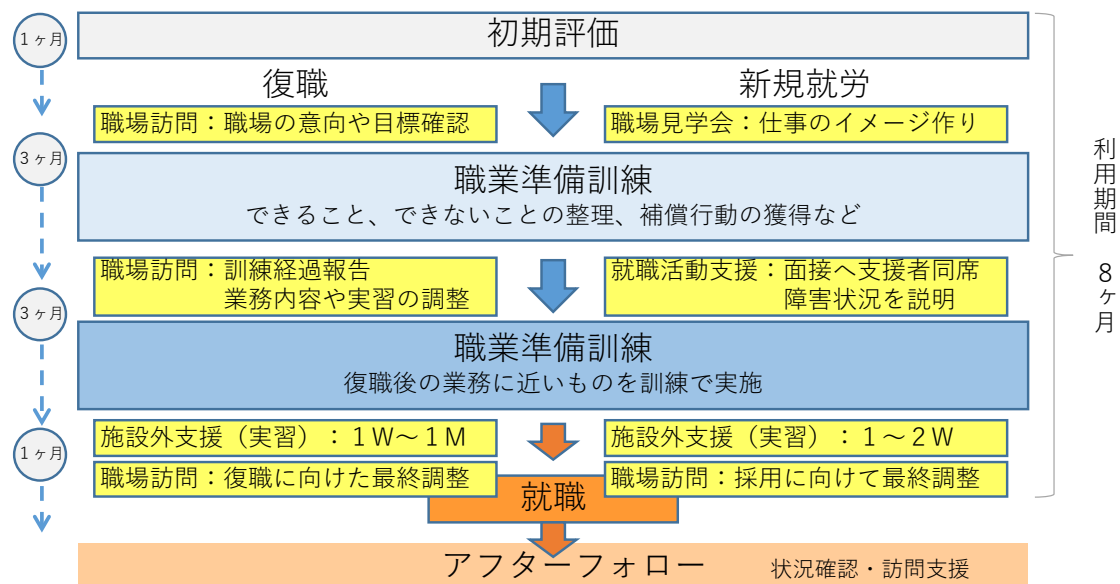 1ヶ月
初期評価
復職
新規就労
職場訪問：職場の意向や目標確認
職場見学会：仕事のイメージ作り
3ヶ月
職業準備訓練
できること、できないことの整理、補償行動の獲得など
職場訪問：訓練経過報告
業務内容や実習の調整
就職活動支援：面接へ支援者同席
障害状況を説明
3ヶ月
職業準備訓練
復職後の業務に近いものを訓練で実施
1ヶ月
施設外支援（実習）：１W～１M
施設外支援（実習）：１～２W
職場訪問：復職に向けた最終調整
職場訪問：採用に向けて最終調整
就職
アフターフォロー
状況確認・訪問支援
利用期間　８ヶ月